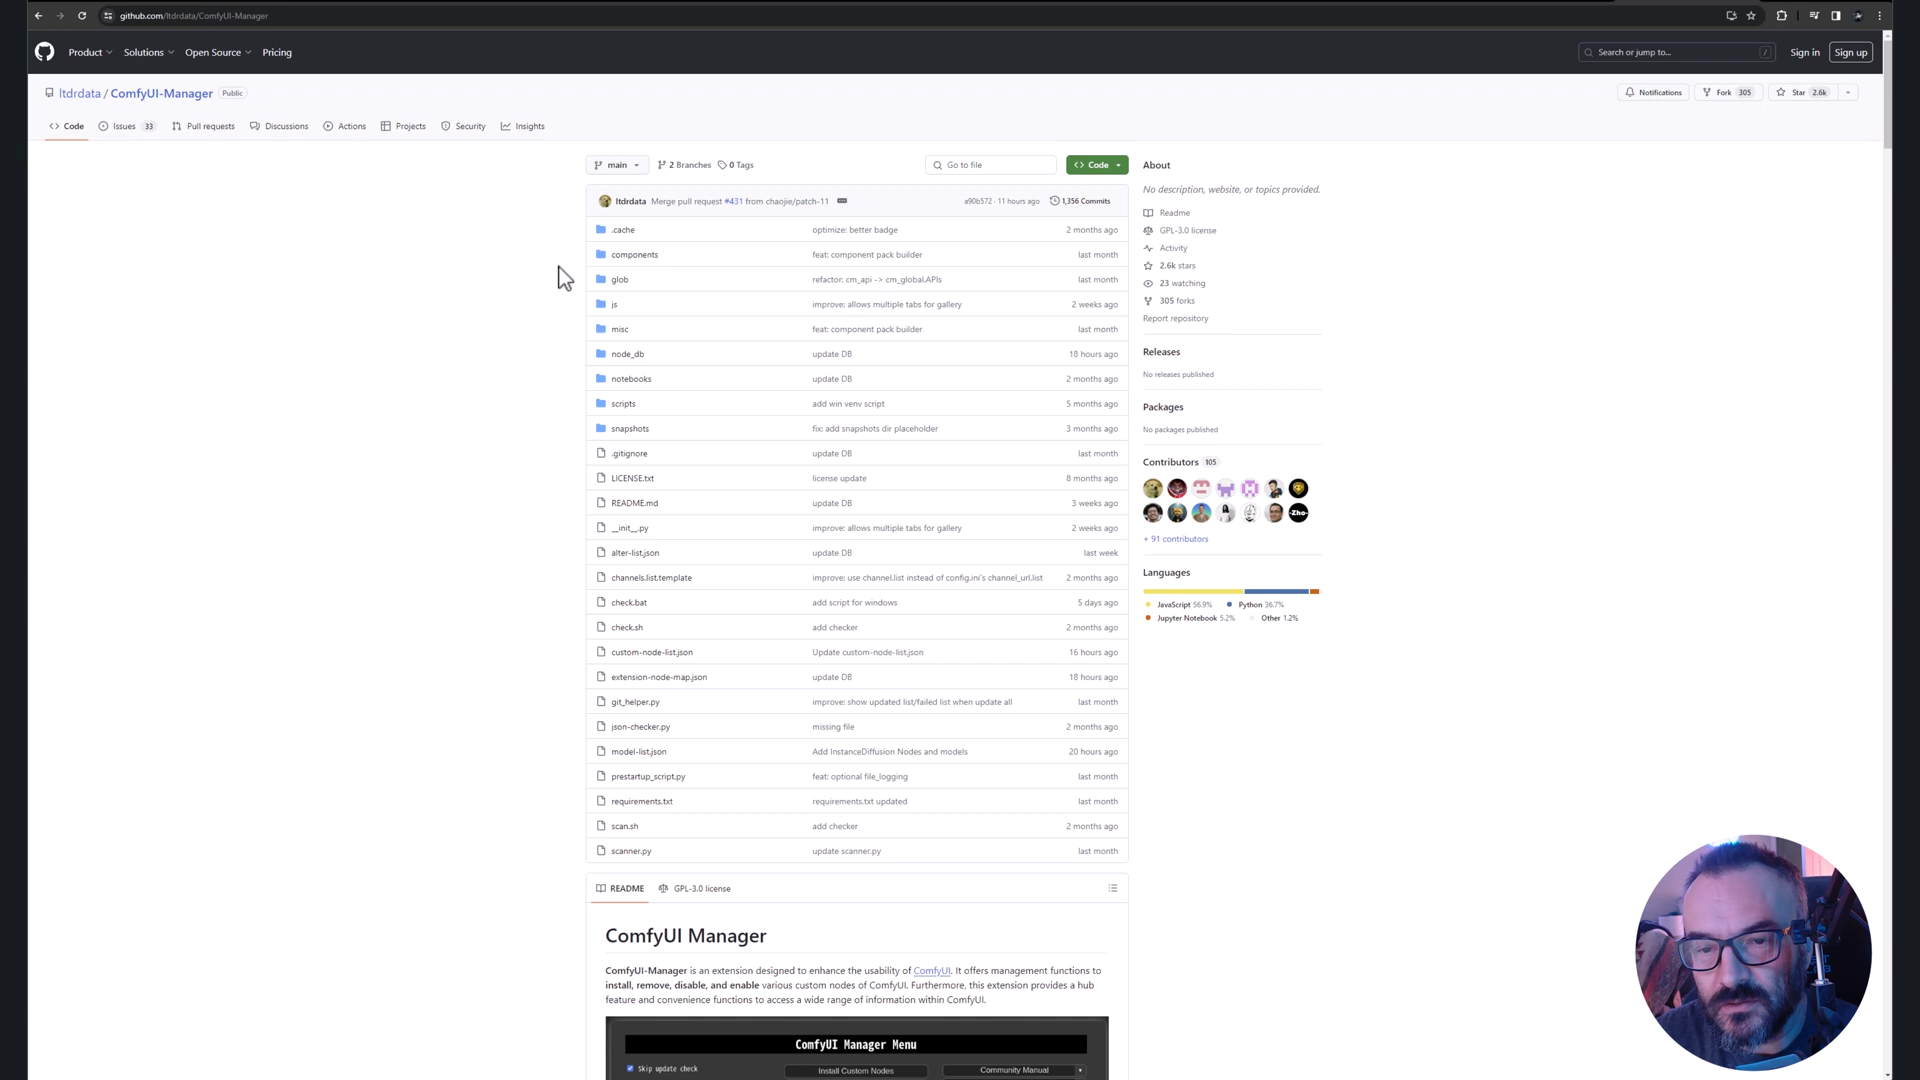 github.com/ltdrdata/ComfyUI-Manager
Product Solutions Open Source Pricing
Search or jump to... /
Sign in Sign up
ltdrdata / ComfyUI-Manager Public
Notifications Fork 305 Star 2.6k
Code Issues 33 Pull requests Discussions Actions Projects Security Insights
main 2 Branches 0 Tags Go to file Code
ltdrdata Merge pull request #431 from chaojie/patch-11 a90b572 · 11 hours ago 1,356 Commits
.cache optimize: better badge 2 months ago
components feat: component pack builder last month
glob refactor: cm_api -> cm_global.APIs last month
js improve: allows multiple tabs for gallery 2 weeks ago
misc feat: component pack builder last month
node_db update DB 18 hours ago
notebooks update DB 2 months ago
scripts add win venv script 5 months ago
snapshots fix: add snapshots dir placeholder 3 months ago
.gitignore update DB last month
LICENSE.txt license update 8 months ago
README.md update DB 3 weeks ago
__init__.py improve: allows multiple tabs for gallery 2 weeks ago
alter-list.json update DB last week
channels.list.template improve: use channel.list instead of config.ini's channel_url.list 2 months ago
check.bat add script for windows 5 days ago
check.sh add checker 2 months ago
custom-node-list.json Update custom-node-list.json 16 hours ago
extension-node-map.json update DB 18 hours ago
git_helper.py improve: show updated list/failed list when update all last month
json-checker.py missing file 2 months ago
model-list.json Add InstanceDiffusion Nodes and models 20 hours ago
prestartup_script.py feat: optional file_logging last month
requirements.txt requirements.txt updated last month
scan.sh add checker 2 months ago
scanner.py update scanner.py last month
README GPL-3.0 license
ComfyUI Manager
ComfyUI-Manager is an extension designed to enhance the usability of ComfyUI. It offers management functions to
install, remove, disable, and enable various custom nodes of ComfyUI. Furthermore, this extension provides a hub
feature and convenience functions to access a wide range of information within ComfyUI.
ComfyUI Manager Menu
Skip update check Install Custom Nodes Community Manual
About
No description, website, or topics provided.
Readme
GPL-3.0 license
Activity
2.6k stars
23 watching
305 forks
Report repository
Releases
No releases published
Packages
No packages published
Contributors 105
-Zho-
+ 91 contributors
Languages
JavaScript 56.9% Python 36.7%
Jupyter Notebook 5.2% Other 1.2%